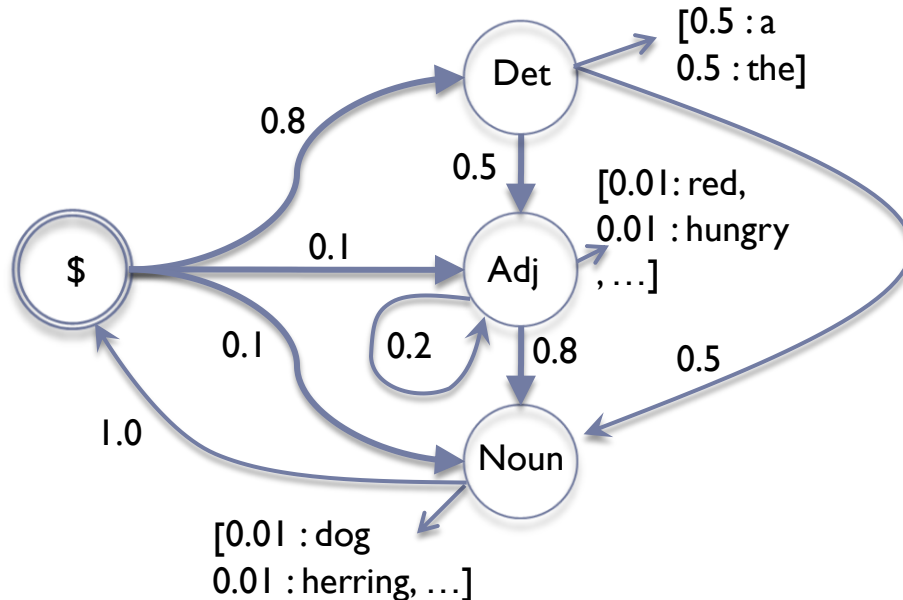 [0.5 : a
0.5 : the]
Det
0.8
0.5
[0.01: red,
0.01 : hungry
, …]
$
0.1
Adj
0.1
0.2
0.8
0.5
1.0
Noun
[0.01 : dog
0.01 : herring, …]